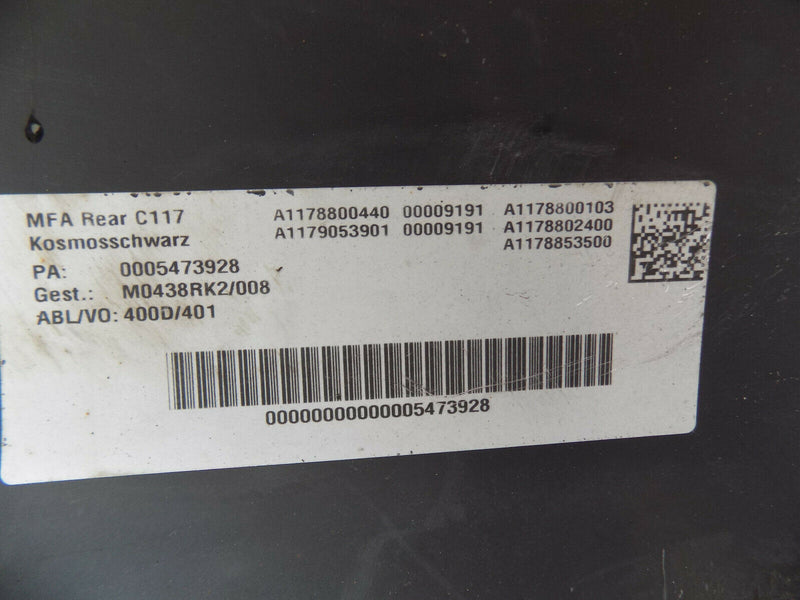 MFA Rear C117 A1178800440 00009191 A1178800103
Kosmosschwarz A1179053901 00009191 A1178802400
A1178853500
PA: 0005473928
Gest.: M0438RK2/008
ABL/VO: 400D/401
00000000000005473928